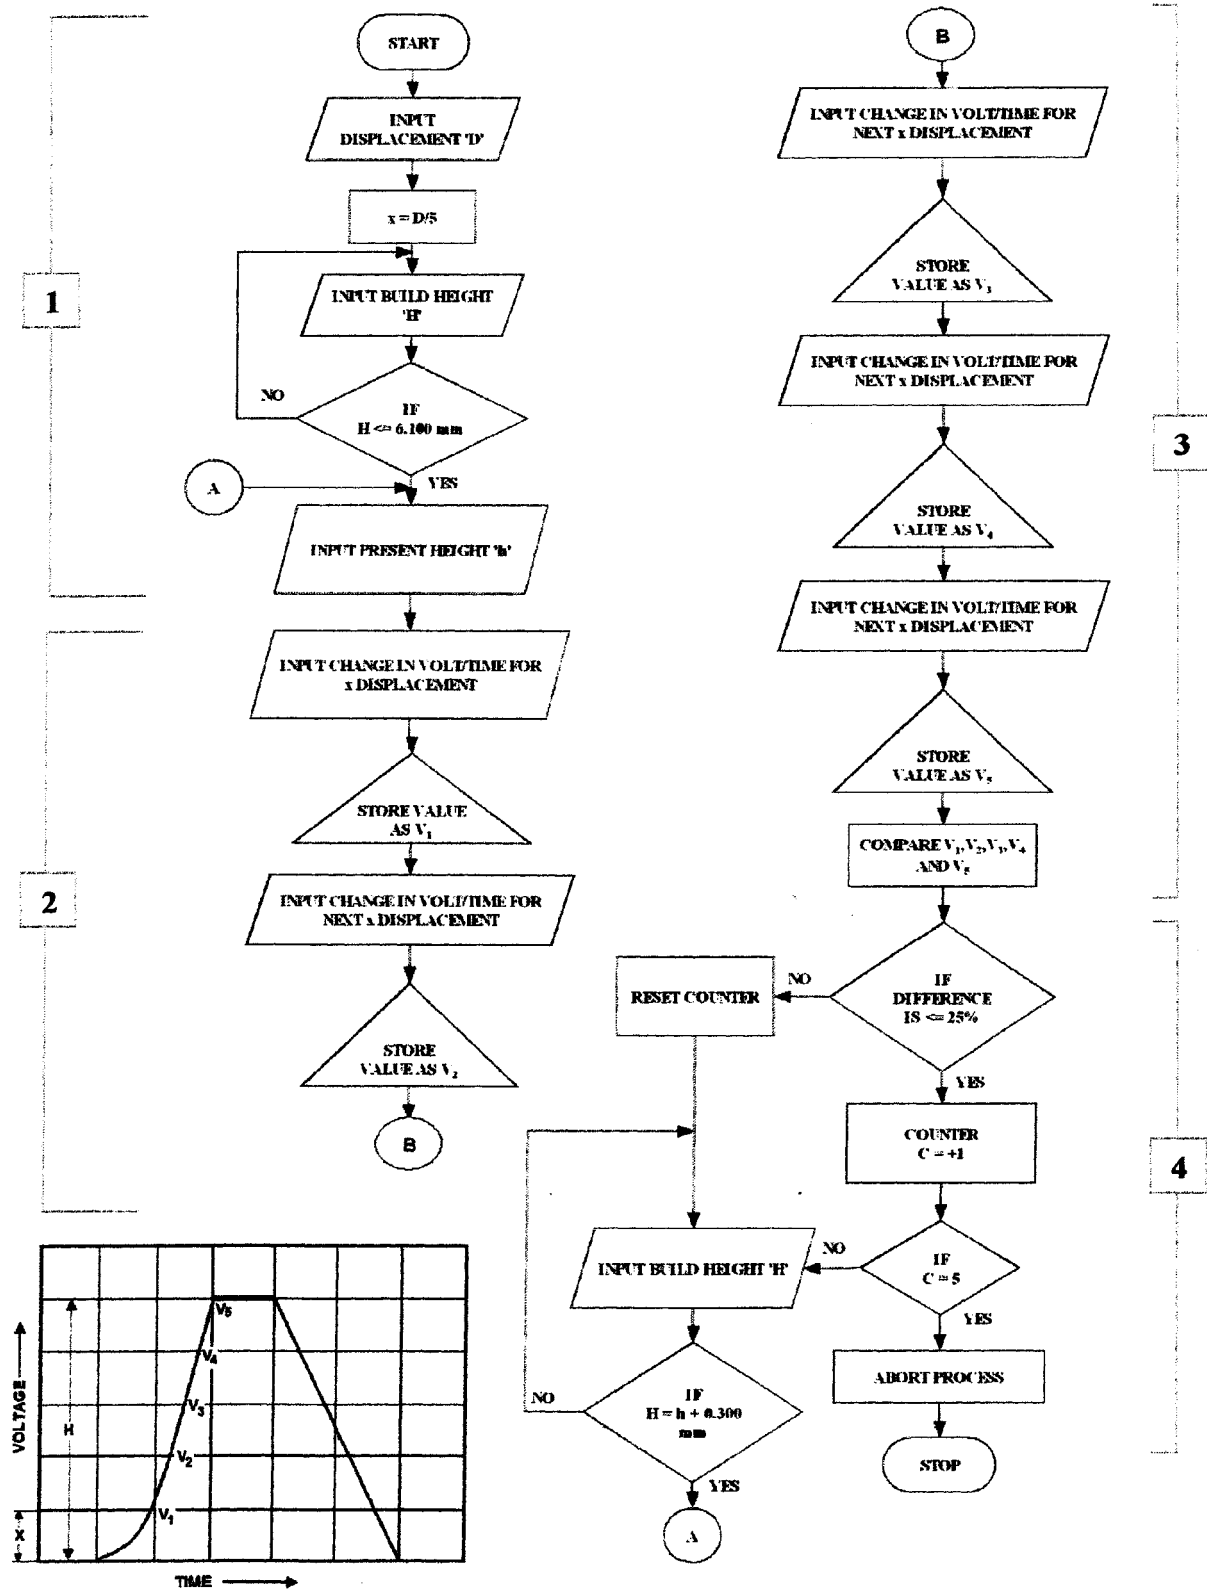 START
INPUT
DISPLACEMENT 'D'
x = D/5
INPUT BUILD HEIGHT
'H'
NO
IF
H <= 6.100 mm
YES
A
INPUT PRESENT HEIGHT 'h'
1
INPUT CHANGE IN VOLT/TIME FOR
x DISPLACEMENT
STORE VALUE
AS V₁
INPUT CHANGE IN VOLT/TIME FOR
NEXT x DISPLACEMENT
STORE
VALUE AS V₂
B
2
B
INPUT CHANGE IN VOLT/TIME FOR
NEXT x DISPLACEMENT
STORE
VALUE AS V₃
INPUT CHANGE IN VOLT/TIME FOR
NEXT x DISPLACEMENT
STORE
VALUE AS V₄
INPUT CHANGE IN VOLT/TIME FOR
NEXT x DISPLACEMENT
STORE
VALUE AS V₅
COMPARE V₁,V₂,V₃,V₄
AND V₅
3
IF
DIFFERENCE
IS <= 25%
NO
RESET COUNTER
YES
COUNTER
C = +1
IF
C = 5
NO
INPUT BUILD HEIGHT 'H'
YES
ABORT PROCESS
STOP
IF
H = h + 0.300
mm
NO
YES
A
4
VOLTAGE
H
X
V₅
V₄
V₃
V₂
V₁
TIME